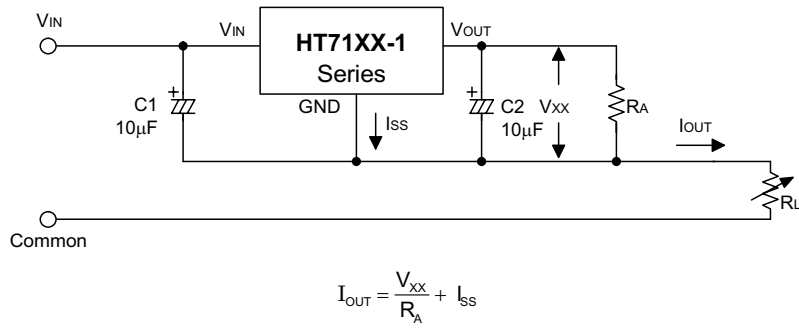 VIN
VIN
HT71XX-1
Series
VOUT
GND
C1
10μF
ISS
C2
10μF
VXX
RA
IOUT
RL
Common
IOUT = VXX / RA + ISS